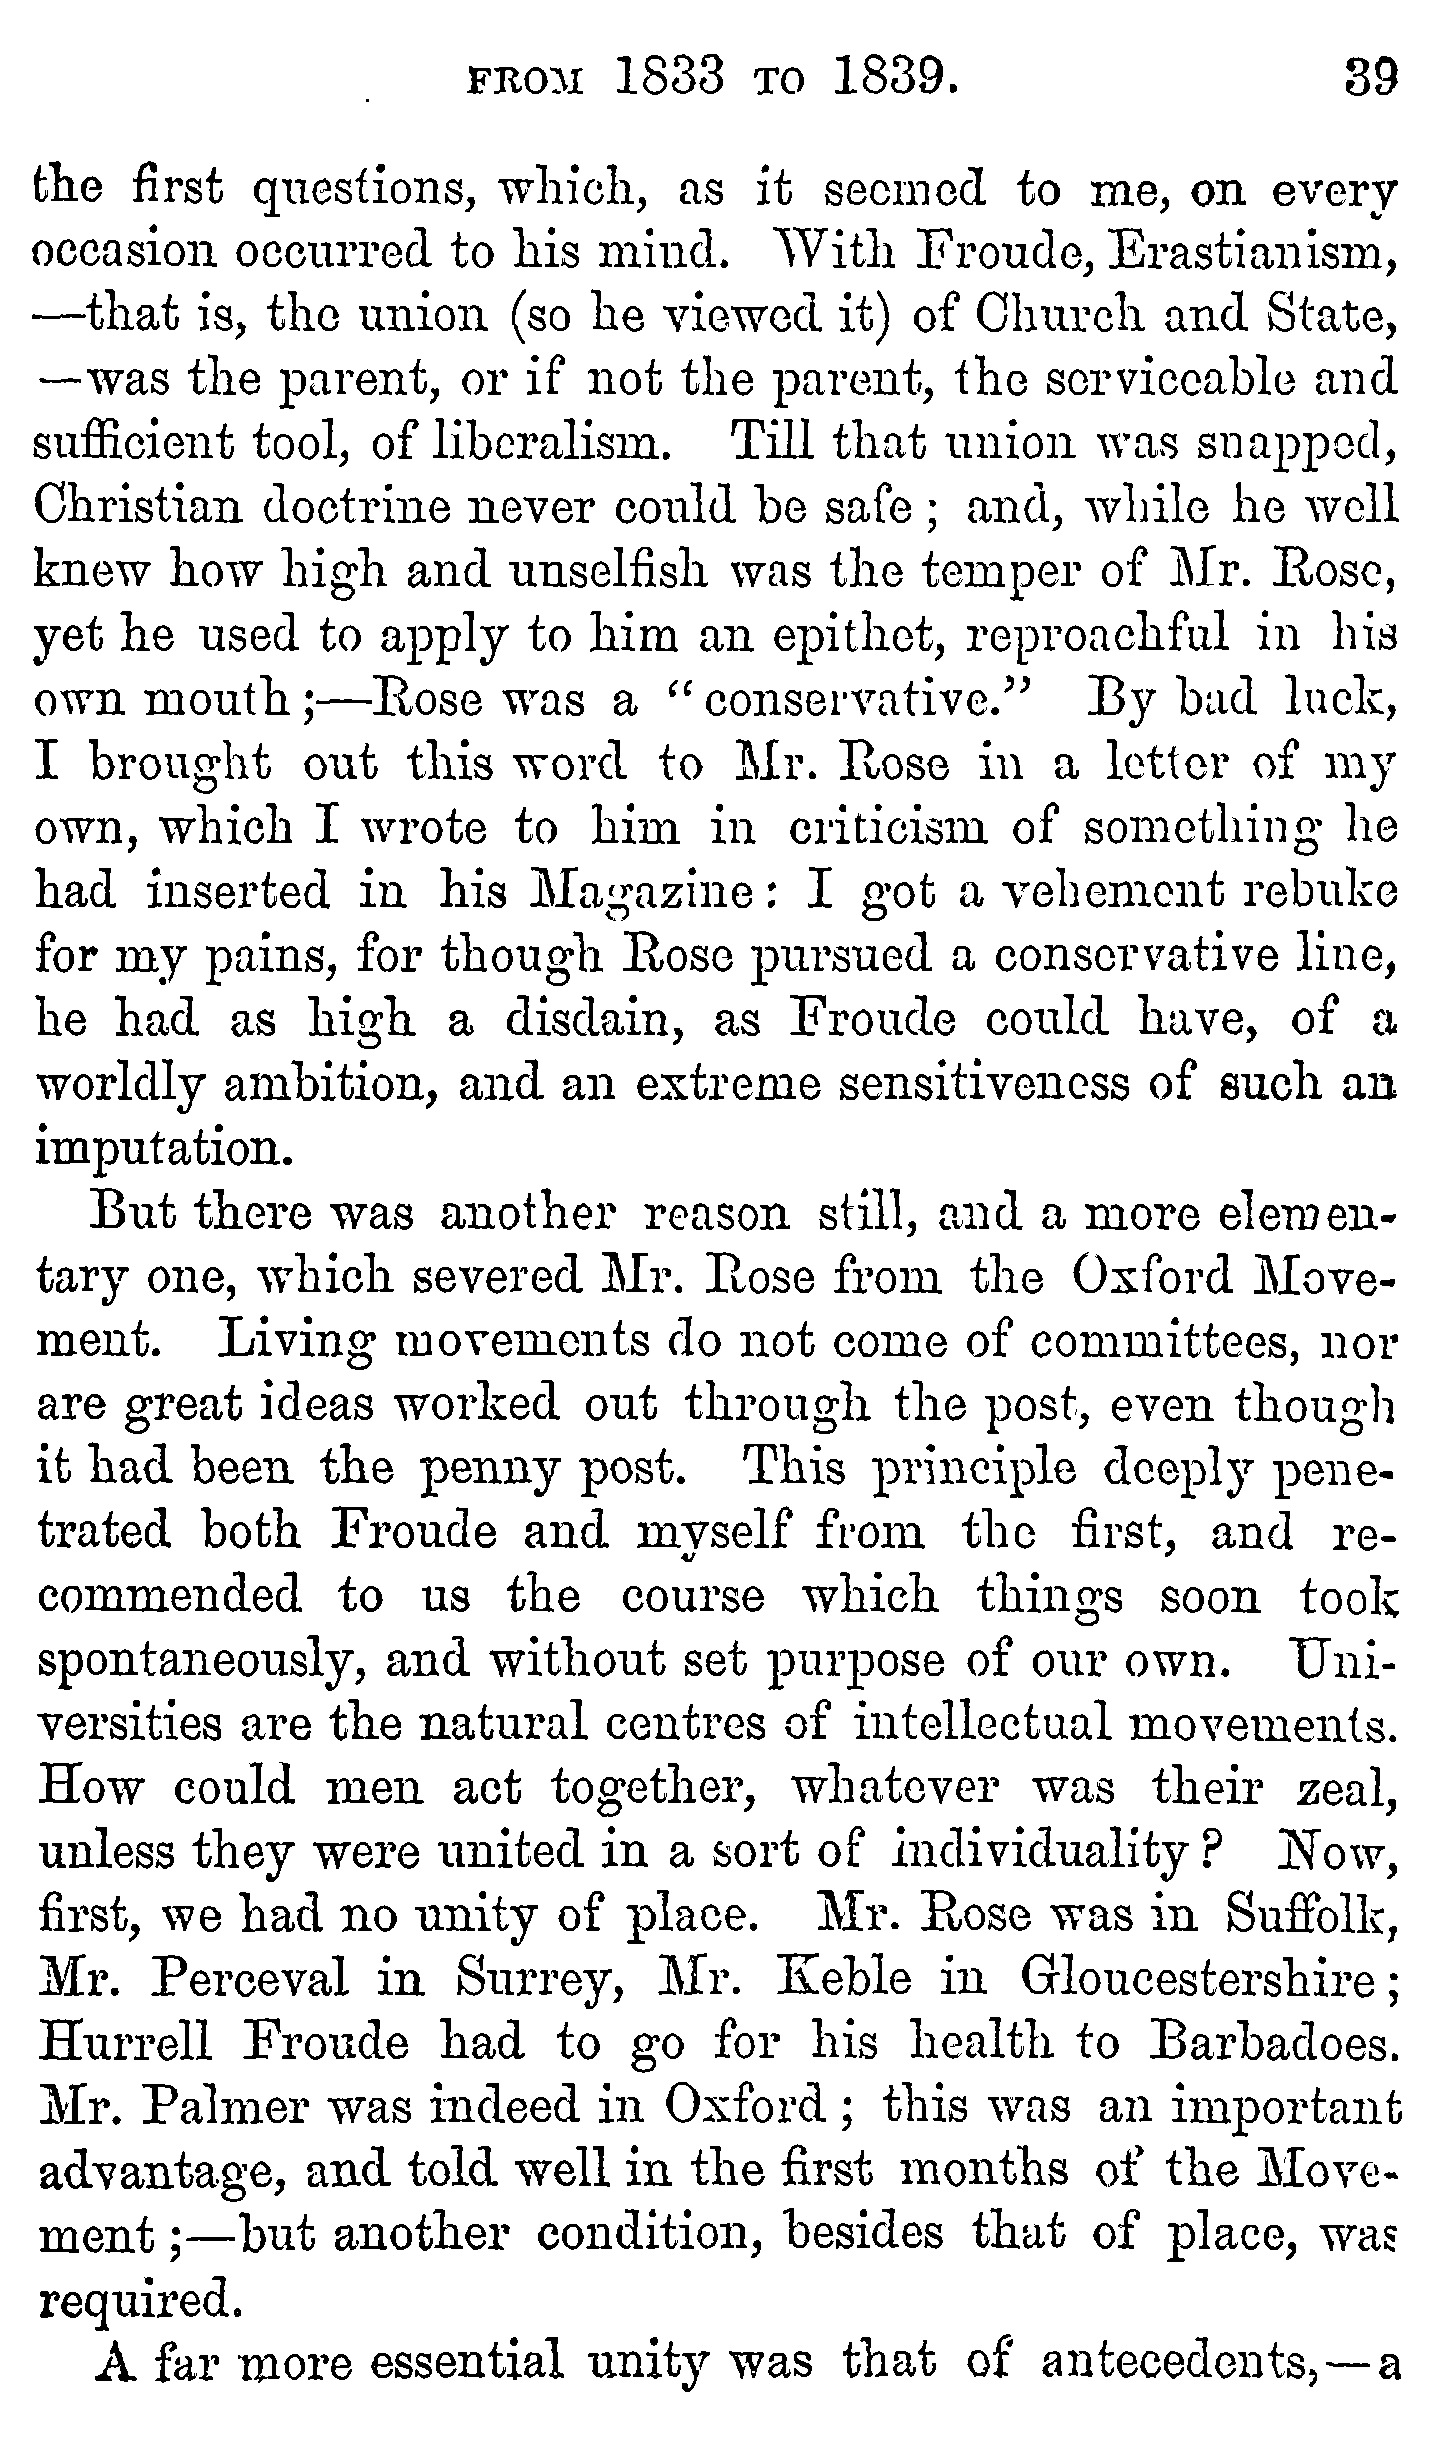 FROM 1833 TO 1839. 39
the first questions, which, as it seemed to me, on every
occasion occurred to his mind. With Froude, Erastianism,
—that is, the union (so he viewed it) of Church and State,
—was the parent, or if not the parent, the serviceable and
sufficient tool, of liberalism. Till that union was snapped,
Christian doctrine never could be safe ; and, while he well
knew how high and unselfish was the temper of Mr. Rose,
yet he used to apply to him an epithet, reproachful in his
own mouth ;—Rose was a “conservative.” By bad luck,
I brought out this word to Mr. Rose in a letter of my
own, which I wrote to him in criticism of something he
had inserted in his Magazine : I got a vehement rebuke
for my pains, for though Rose pursued a conservative line,
he had as high a disdain, as Froude could have, of a
worldly ambition, and an extreme sensitiveness of such an
imputation.
But there was another reason still, and a more elemen-
tary one, which severed Mr. Rose from the Oxford Move-
ment. Living movements do not come of committees, nor
are great ideas worked out through the post, even though
it had been the penny post. This principle deeply pene-
trated both Froude and myself from the first, and re-
commended to us the course which things soon took
spontaneously, and without set purpose of our own. Uni-
versities are the natural centres of intellectual movements.
How could men act together, whatever was their zeal,
unless they were united in a sort of individuality ? Now,
first, we had no unity of place. Mr. Rose was in Suffolk,
Mr. Perceval in Surrey, Mr. Keble in Gloucestershire ;
Hurrell Froude had to go for his health to Barbadoes.
Mr. Palmer was indeed in Oxford ; this was an important
advantage, and told well in the first months of the Move-
ment ;—but another condition, besides that of place, was
required.
A far more essential unity was that of antecedents,—a